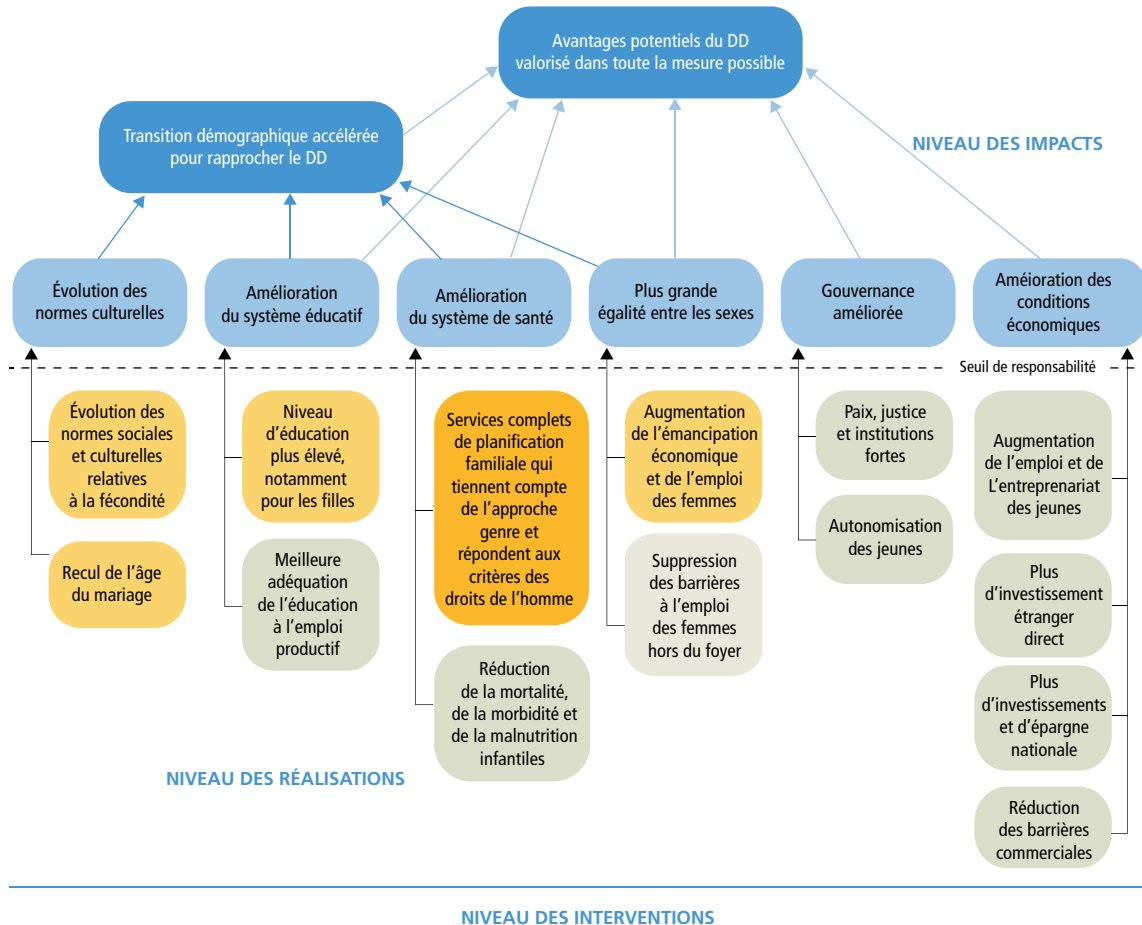 Avantages potentiels du DD
valorisé dans toute la mesure possible
Transition démographique accélérée
pour rapprocher le DD
NIVEAU DES IMPACTS
Évolution des
normes culturelles
Amélioration
du système éducatif
Amélioration
du système de santé
Plus grande
égalité entre les sexes
Gouvernance
améliorée
Améioration des
conditions
économiques
Seuil de responsabilité
Évolution des
normes sociales
et culturelles
relatives
à la fécondité
Recul de l'âge
du mariage
Niveau
d'éducation
plus élevé,
notamment
pour les filles
Meilleure
adéquation
de l'éducation
à l'emploi
productif
Services complets
de planification
familiale qui
tiennent compte
de l'approche
genre et
répondent aux
critères des
droits de l'homme
Réduction
de la mortalité,
de la morbidité et
de la malnutrition
infantiles
Augmentation
de l'émancipation
économique
et de l'emploi
des femmes
Suppression
des barrières
à l'emploi
des femmes
hors du foyer
Paix, justice
et institutions
fortes
Autonomisation
des jeunes
Augmentation
de l'emploi et de
L'entreprenariat
des jeunes
Plus
d'investissement
étranger
direct
Plus
d'investissements
et d'épargne
nationale
Réduction
des barrières
commerciales
NIVEAU DES RÉALISATIONS
NIVEAU DES INTERVENTIONS